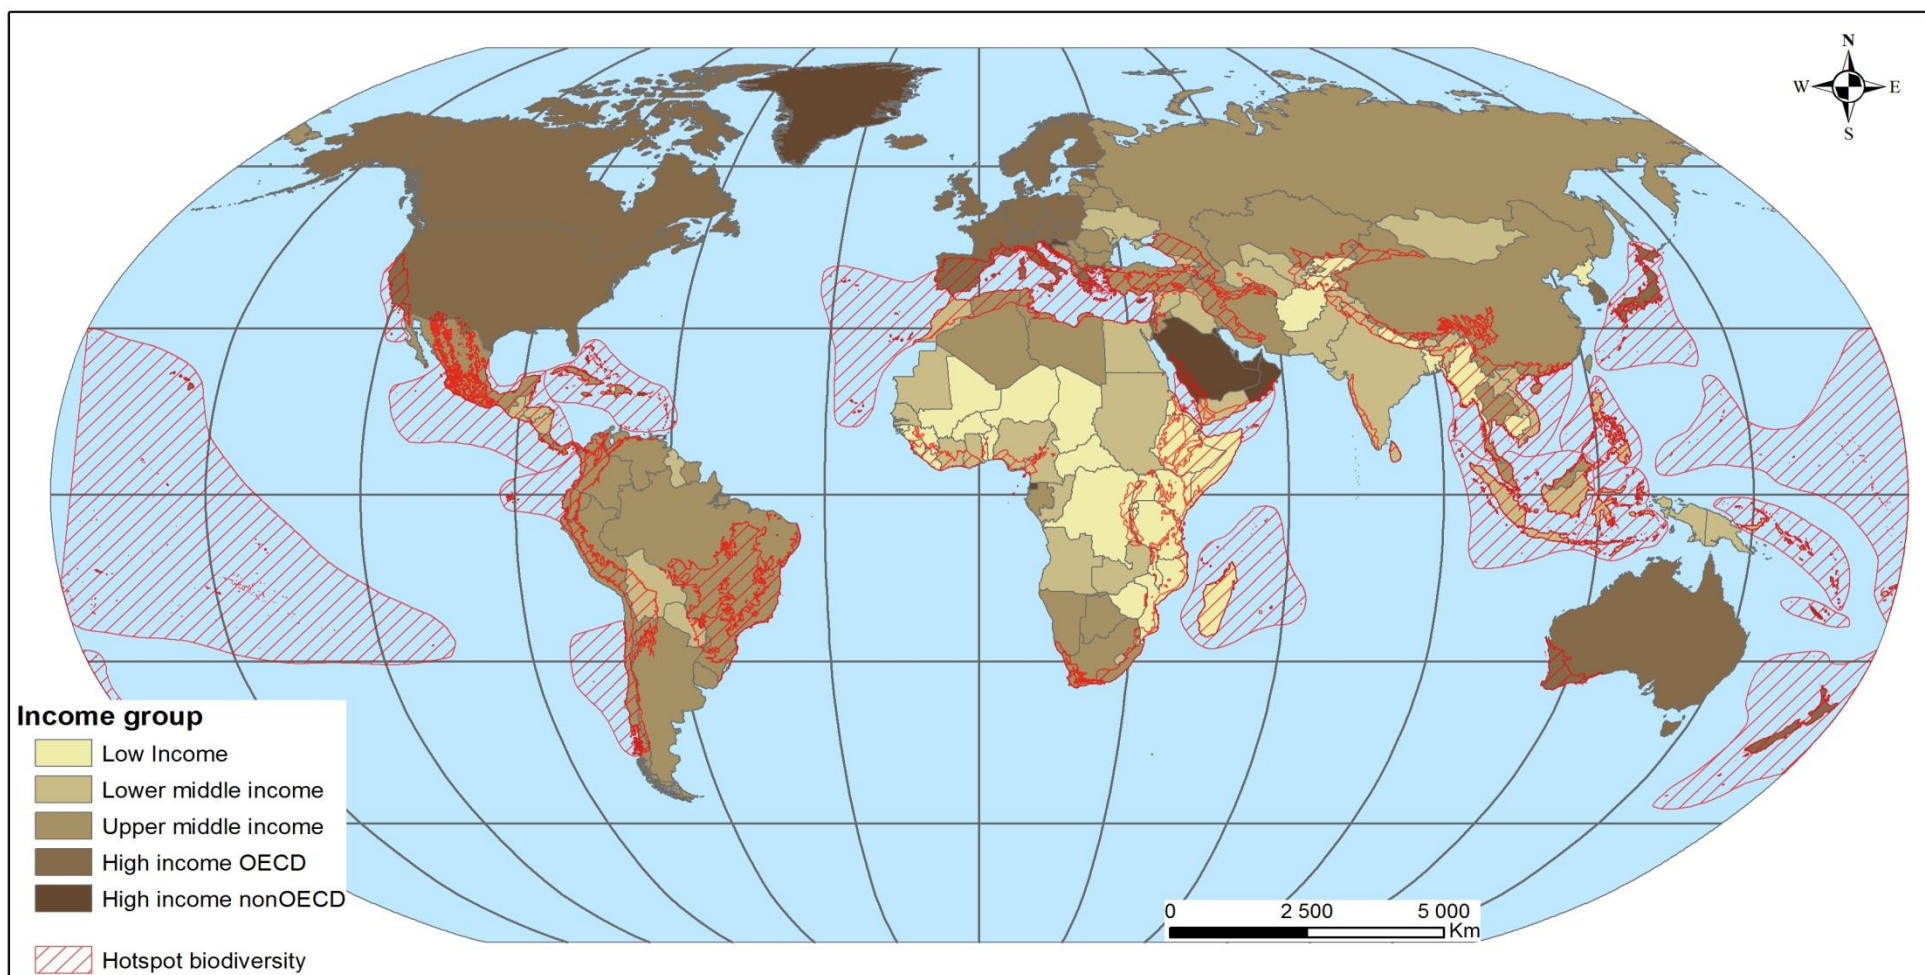 N
W E
S
Income group
Low Income
Lower middle income
Upper middle income
High income OECD
High income nonOECD
Hotspot biodiversity
0 2 500 5 000
Km